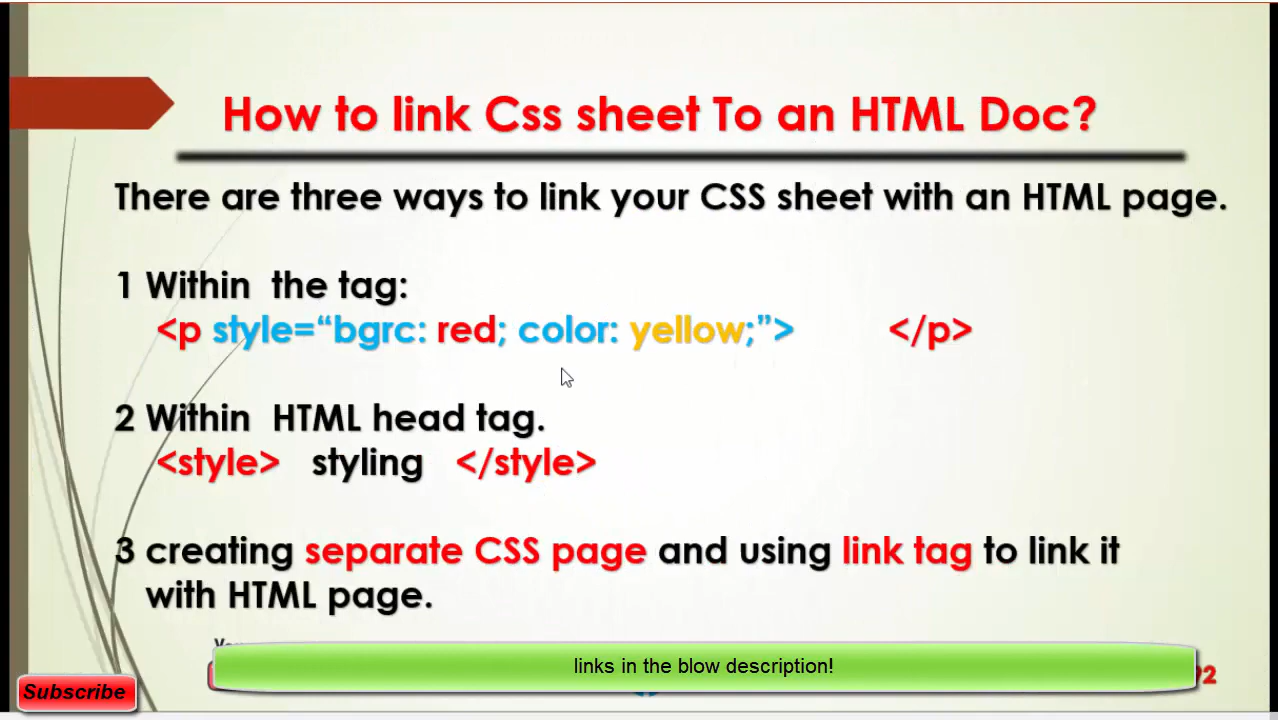 How to link Css sheet To an HTML Doc?
There are three ways to link your CSS sheet with an HTML page.
1 Within the tag:
<p style=“bgrc: red; color: yellow;”> </p>
2 Within HTML head tag.
<style> styling </style>
3 creating separate CSS page and using link tag to link it
with HTML page.
links in the blow description!
Subscribe